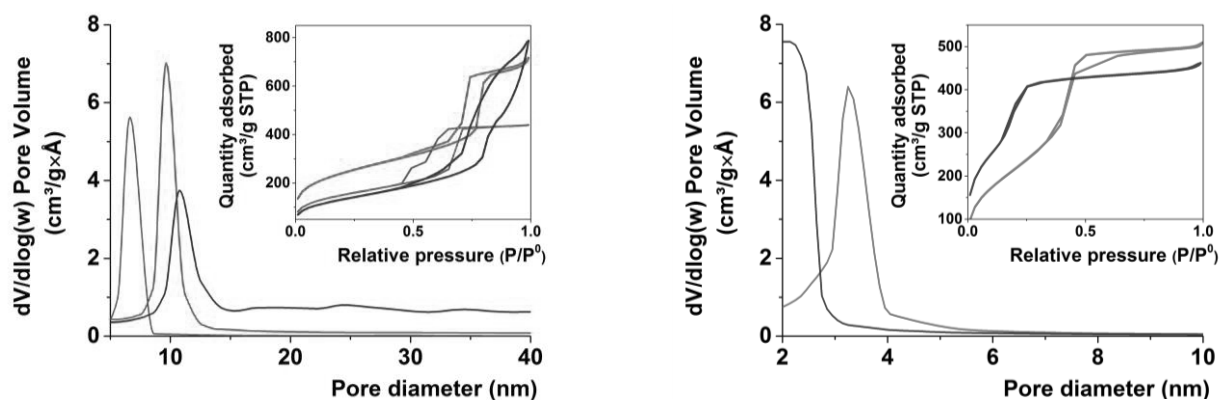 dV/dlog(w) Pore Volume
(cm³/g×Å)
8
6
4
2
0
10
20
30
40
Pore diameter (nm)
Quantity adsorbed
(cm³/g STP)
800
600
400
200
0.0
0.5
1.0
Relative pressure (P/P⁰)
dV/dlog(w) Pore Volume
(cm³/g×Å)
8
6
4
2
0
2
4
6
8
10
Pore diameter (nm)
Quantity adsorbed
(cm³/g STP)
500
400
300
200
100
0.0
0.5
1.0
Relative pressure (P/P⁰)